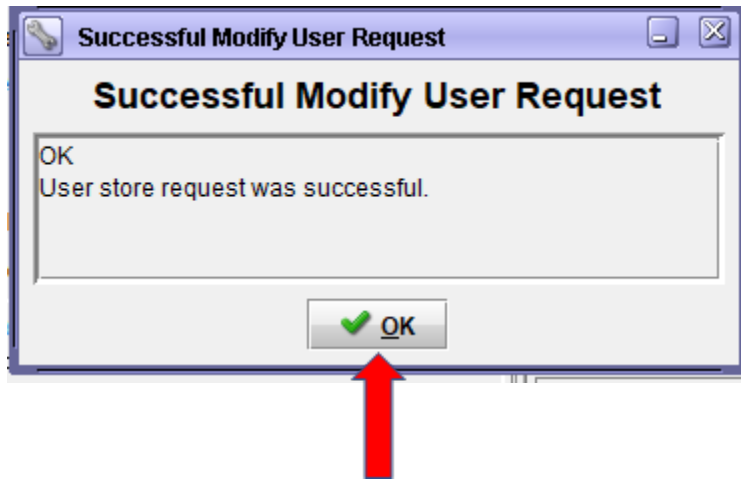 Successful Modify User Request
Successful Modify User Request
OK
User store request was successful.
OK